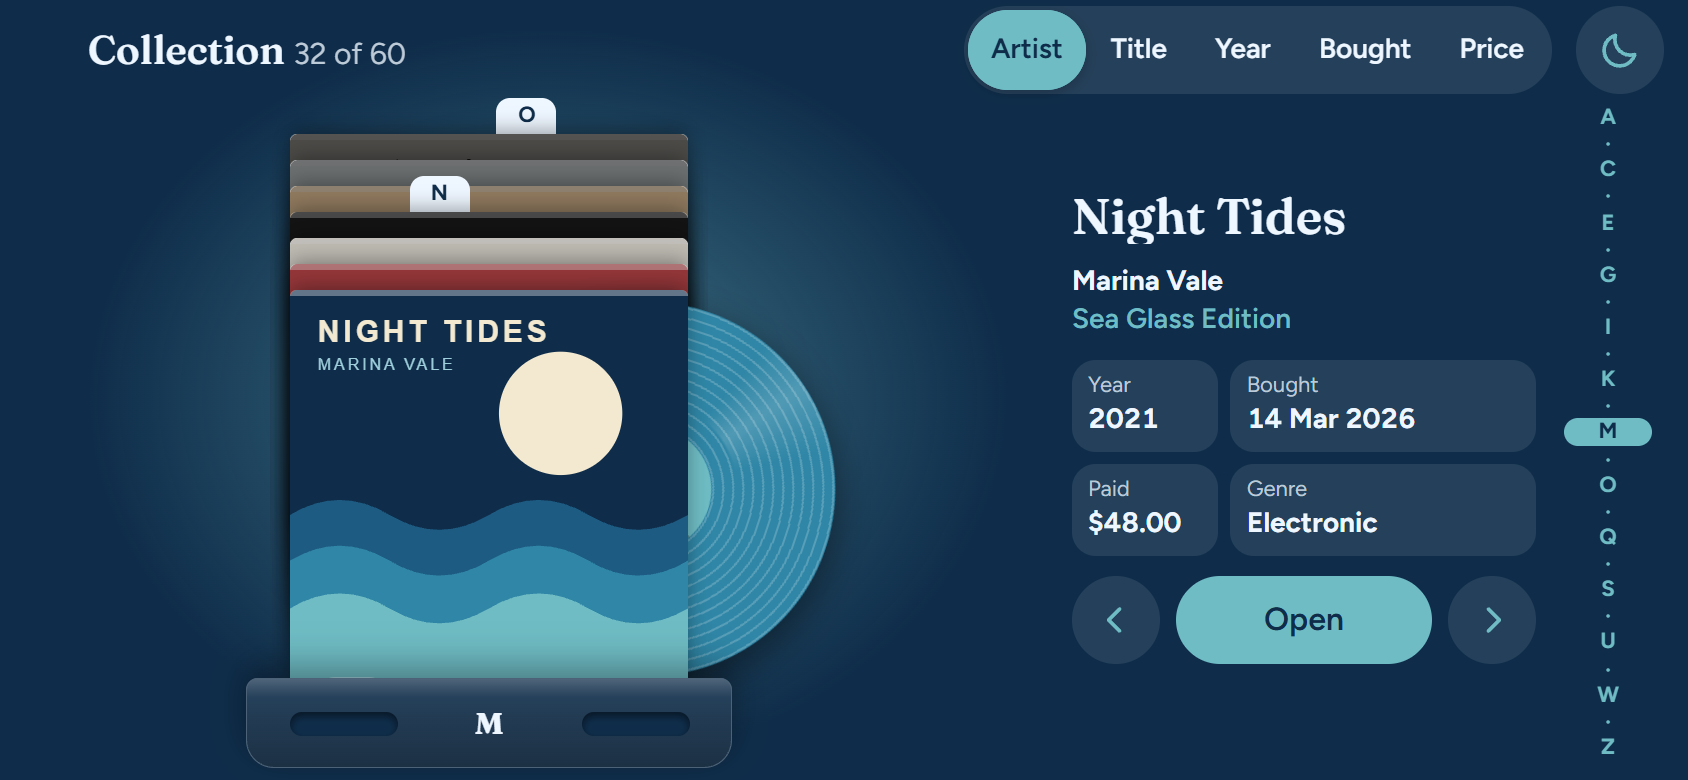 Collection 32 of 60
Artist Title Year Bought Price
O
N
NIGHT TIDES
MARINA VALE
M
Night Tides
Marina Vale
Sea Glass Edition
Year
2021
Bought
14 Mar 2026
Paid
$48.00
Genre
Electronic
Open
A
C
E
G
I
K
M
O
Q
S
U
W
Z